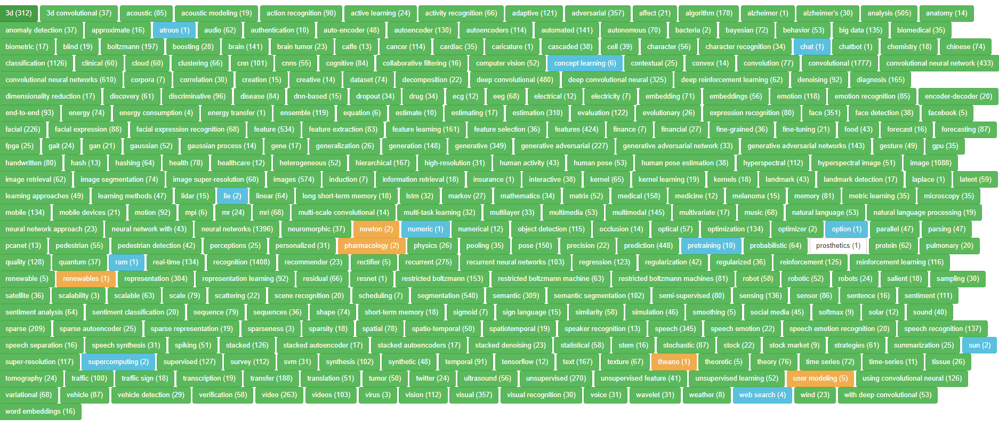 3d (312) 3d convolutional (37) acoustic (85) acoustic modeling (19) action recognition (90) active learning (24) activity recognition (66) adaptive (121) adversarial (357) affect (21) algorithm (178) alzheimer (1) alzheimer's (30) analysis (505) anatomy (14)
anomaly detection (37) approximate (16) atrous (1) audio (62) authentication (10) auto-encoder (48) autoencoder (130) autoencoders (114) automated (141) autonomous (70) bacteria (2) bayesian (72) behavior (53) big data (135) biomedical (35)
biometric (17) blind (19) boltzmann (197) boosting (28) brain (141) brain tumor (23) caffe (13) cancer (114) cardiac (35) caricature (1) cascaded (38) cell (39) character (56) character recognition (34) chat (1) chatbot (1) chemistry (18) chinese (74)
classification (1126) clinical (60) cloud (60) clustering (66) cnn (101) cnns (55) cognitive (84) collaborative filtering (16) computer vision (52) concept learning (6) contextual (25) convex (14) convolution (77) convolutional (1777) convolutional neural network (433)
convolutional neural networks (610) corpora (7) correlation (30) creation (15) creative (14) dataset (74) decomposition (22) deep convolutional (480) deep convolutional neural (325) deep reinforcement learning (62) denoising (92) diagnosis (165)
dimensionality reduction (17) discovery (61) discriminative (96) disease (84) dnn-based (15) dropout (34) drug (34) ecg (12) eeg (68) electrical (12) electricity (7) embedding (71) embeddings (56) emotion (118) emotion recognition (85) encoder-decoder (20)
end-to-end (93) energy (74) energy consumption (4) energy transfer (1) ensemble (119) equation (6) estimate (10) estimating (17) estimation (310) evaluation (122) evolutionary (26) expression recognition (80) face (351) face detection (38) facebook (5)
facial (226) facial expression (88) facial expression recognition (68) feature (534) feature extraction (83) feature learning (161) feature selection (36) features (424) finance (7) financial (27) fine-grained (36) fine-tuning (21) food (43) forecast (16) forecasting (87)
fpga (25) gait (24) gan (21) gaussian (52) gaussian process (14) gene (17) generalization (26) generation (148) generative (349) generative adversarial (227) generative adversarial network (33) generative adversarial networks (143) gesture (49) gpu (35)
handwritten (80) hash (13) hashing (64) health (78) healthcare (12) heterogeneous (52) hierarchical (167) high-resolution (31) human activity (43) human pose (53) human pose estimation (38) hyperspectral (112) hyperspectral image (51) image (1088)
image retrieval (62) image segmentation (74) image super-resolution (60) images (574) induction (7) information retrieval (18) insurance (1) interactive (38) kernel (65) kernel learning (19) kernels (18) landmark (43) landmark detection (17) laplace (1) latent (59)
learning approaches (49) learning methods (47) lidar (15) lie (2) linear (64) long short-term memory (18) lstm (32) markov (27) mathematics (34) matrix (52) medical (158) medicine (12) melanoma (15) memory (81) metric learning (35) microscopy (35)
mobile (134) mobile devices (21) motion (92) mpi (6) mr (24) mri (68) multi-scale convolutional (14) multi-task learning (32) multilayer (33) multimedia (53) multimodal (145) multivariate (17) music (68) natural language (53) natural language processing (19)
neural network approach (23) neural network with (43) neural networks (1396) neuromorphic (37) newton (2) numeric (1) numerical (12) object detection (115) occlusion (14) optical (57) optimization (134) optimizer (2) option (1) parallel (47) parsing (47)
pcanet (13) pedestrian (55) pedestrian detection (42) perceptions (25) personalized (31) pharmacology (2) physics (26) pooling (35) pose (150) precision (22) prediction (448) pretraining (10) probabilistic (64) prosthetics (1) protein (62) pulmonary (20)
quality (128) quantum (37) ram (1) real-time (134) recognition (1408) recommender (23) rectifier (5) recurrent (275) recurrent neural networks (103) regression (123) regularization (42) regularized (36) reinforcement (125) reinforcement learning (116)
renewable (5) renewables (1) representation (304) representation learning (92) residual (66) resnet (1) restricted boltzmann (153) restricted boltzmann machine (63) restricted boltzmann machines (81) robot (58) robotic (52) robots (24) salient (18) sampling (30)
satellite (36) scalability (3) scalable (63) scale (79) scattering (22) scene recognition (20) scheduling (7) segmentation (540) semantic (309) semantic segmentation (102) semi-supervised (80) sensing (136) sensor (86) sentence (16) sentiment (111)
sentiment analysis (64) sentiment classification (20) sequence (79) sequences (36) shape (74) short-term memory (18) sigmoid (7) sign language (15) similarity (58) simulation (46) smoothing (5) social media (45) softmax (9) solar (12) sound (40)
sparse (209) sparse autoencoder (25) sparse representation (19) sparseness (3) sparsity (18) spatial (78) spatio-temporal (50) spatiotemporal (19) speaker recognition (13) speech (345) speech emotion (22) speech emotion recognition (20) speech recognition (137)
speech separation (16) speech synthesis (31) spiking (51) stacked (126) stacked autoencoder (17) stacked autoencoders (17) stacked denoising (23) statistical (58) stem (16) stochastic (87) stock (22) stock market (9) strategies (61) summarization (25) sun (2)
super-resolution (117) supercomputing (2) supervised (127) survey (112) svm (31) synthesis (102) synthetic (48) temporal (91) tensorflow (12) text (167) texture (67) theano (1) theoretic (5) theory (76) time series (72) time-series (11) tissue (26)
tomography (24) traffic (100) traffic sign (18) transcription (19) transfer (188) translation (51) tumor (50) twitter (24) ultrasound (56) unsupervised (270) unsupervised feature (41) unsupervised learning (52) user modeling (5) using convolutional neural (126)
variational (68) vehicle (87) vehicle detection (29) verification (58) video (263) videos (103) virus (3) vision (112) visual (357) visual recognition (30) voice (31) wavelet (31) weather (8) web search (4) wind (23) with deep convolutional (53)
word embeddings (16)